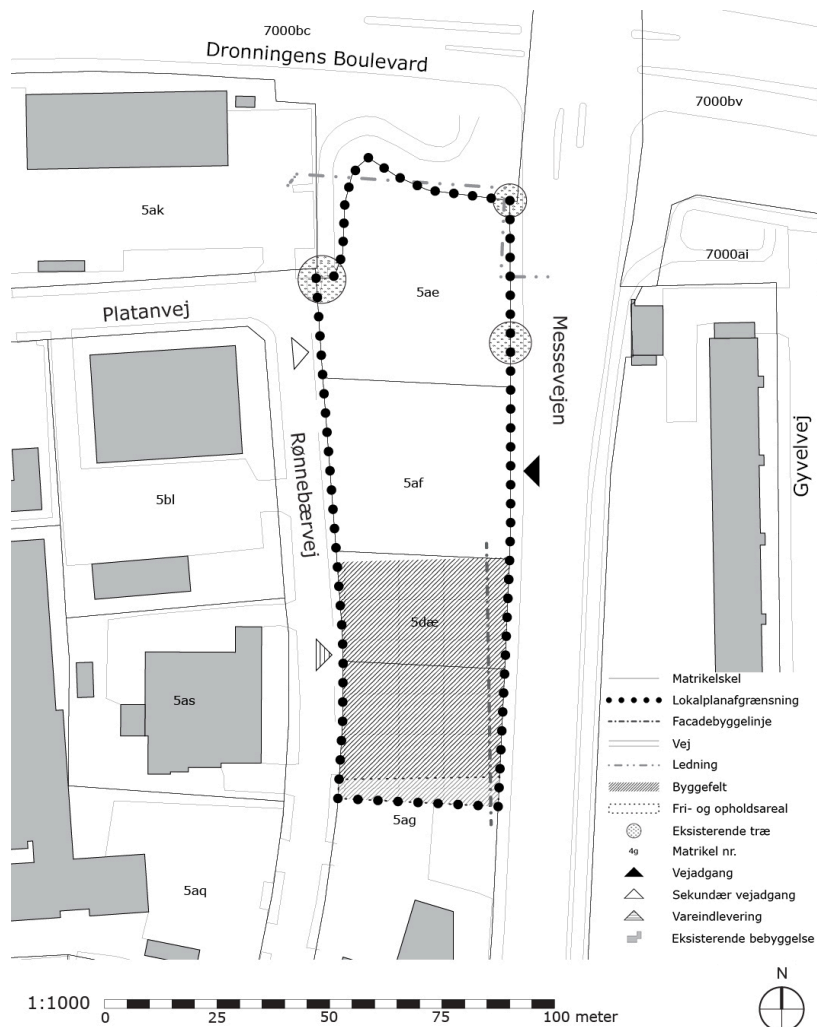 7000bc
Dronningens Boulevard
7000bv
5ak
7000ai
5ae
Platanvej
Messevejen
Gyvelvej
Rønnebærvej
5af
5bl
5dæ
5as
5ag
5aq
Matrikelskel
Lokalplanafgrænsning
Facadebyggelinje
Vej
Ledning
Byggefelt
Fri- og opholdsareal
Eksisterende træ
4g Matrikel nr.
Vejadgang
Sekundær vejadgang
Vareindlevering
Eksisterende bebyggelse
N
1:1000
0 25 50 100 meter